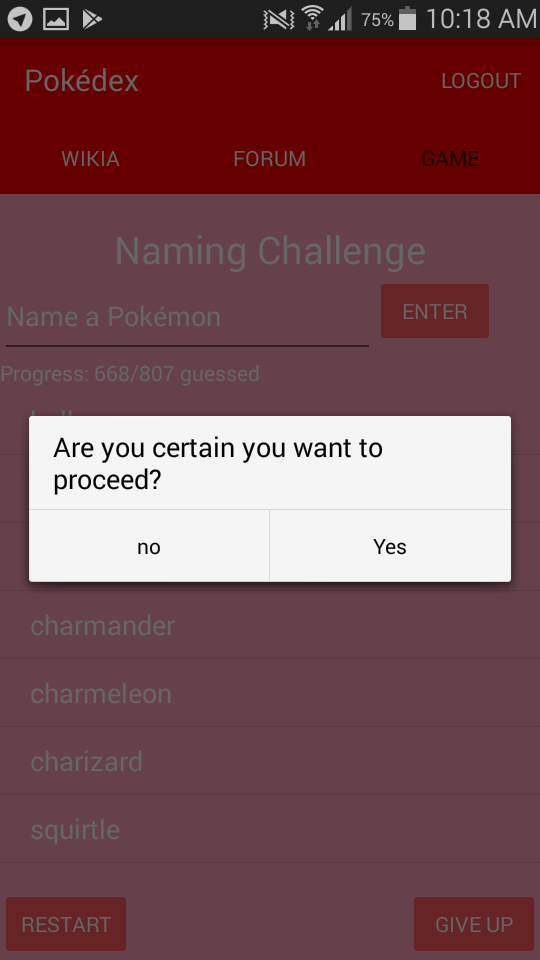 75% 10:18 AM
Pokédex LOGOUT
WIKIA FORUM GAME
Naming Challenge
Name a Pokémon ENTER
Progress: 668/807 guessed
Are you certain you want to
proceed?
no Yes
charmander
charmeleon
charizard
squirtle
RESTART GIVE UP